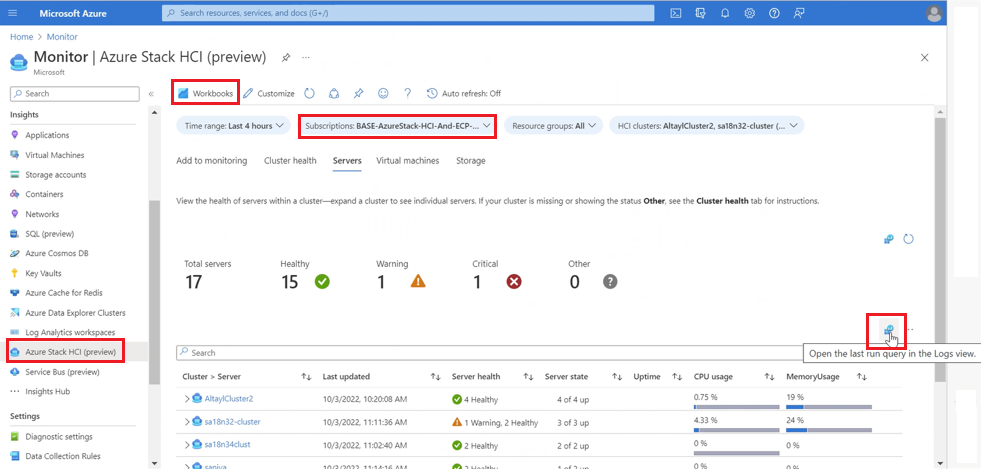 Microsoft Azure
Search resources, services, and docs (G+/)
Home > Monitor
Monitor | Azure Stack HCI (preview)
Microsoft
Search
«
Workbooks
Customize
?
Auto refresh: Off
Insights
Applications
Virtual Machines
Storage accounts
Containers
Networks
SQL (preview)
Azure Cosmos DB
Key Vaults
Azure Cache for Redis
Azure Data Explorer Clusters
Log Analytics workspaces
Azure Stack HCI (preview)
Service Bus (preview)
Insights Hub
Settings
Diagnostic settings
Data Collection Rules
Time range: Last 4 hours
Subscriptions: BASE-AzureStack-HCI-And-ECP-...
Resource groups: All
HCI clusters: AltaylCluster2, sa18n32-cluster (...
Add to monitoring Cluster health Servers Virtual machines Storage
View the health of servers within a cluster—expand a cluster to see individual servers. If your cluster is missing or showing the status Other, see the Cluster health tab for instructions.
Total servers Healthy Warning Critical Other
17 15 1 1 0
Search
Open the last run query in the Logs view.
Cluster > Server Last updated Server health Server state Uptime CPU usage MemoryUsage
AltaylCluster2 10/3/2022, 10:20:08 AM 4 Healthy 4 of 4 up 0.75 % 19 %
sa18n32-cluster 10/3/2022, 11:11:36 AM 1 Warning, 2 Healthy 3 of 3 up 4.33 % 24 %
sa18n34clust 10/3/2022, 11:02:40 AM 2 Healthy 2 of 2 up 0 % 0 %
saniya 10/3/2022, 11:14:16 AM 6 Healthy 6 of 6 up 0 % 0 %